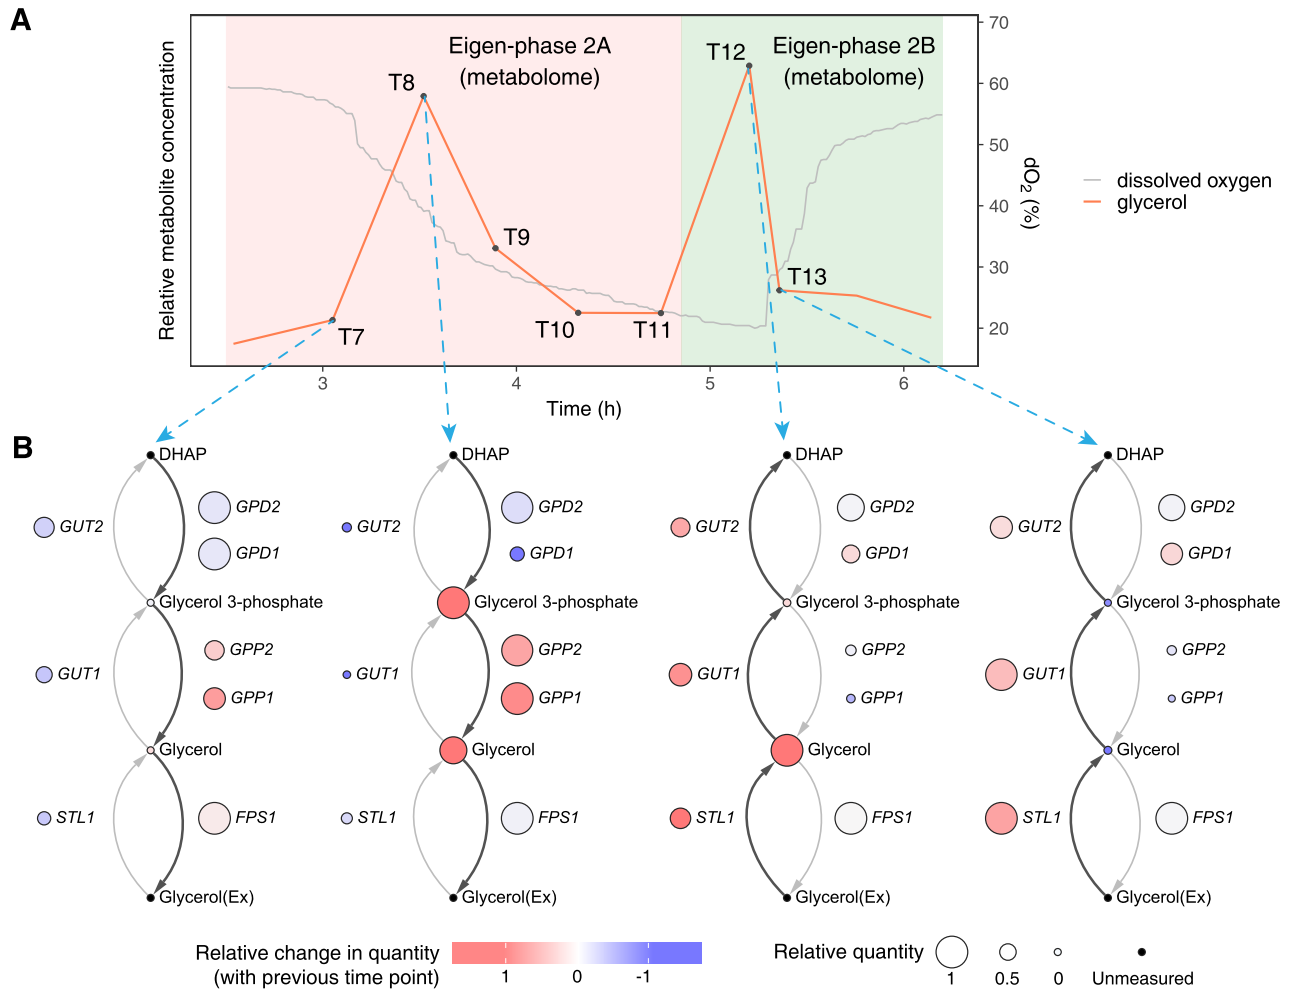 A
Relative metabolite concentration
Eigen-phase 2A
(metabolome)
Eigen-phase 2B
(metabolome)
T7
T8
T9
T10
T11
T12
T13
70
60
50
40
30
20
dO2 (%)
3
4
5
6
Time (h)
dissolved oxygen
glycerol
B
DHAP
GUT2
GPD2
GPD1
Glycerol 3-phosphate
GUT1
GPP2
GPP1
Glycerol
STL1
FPS1
Glycerol(Ex)
DHAP
GUT2
GPD2
GPD1
Glycerol 3-phosphate
GUT1
GPP2
GPP1
Glycerol
STL1
FPS1
Glycerol(Ex)
DHAP
GUT2
GPD2
GPD1
Glycerol 3-phosphate
GUT1
GPP2
GPP1
Glycerol
STL1
FPS1
Glycerol(Ex)
DHAP
GUT2
GPD2
GPD1
Glycerol 3-phosphate
GUT1
GPP2
GPP1
Glycerol
STL1
FPS1
Glycerol(Ex)
Relative change in quantity
(with previous time point)
1
0
-1
Relative quantity
1
0.5
0
Unmeasured